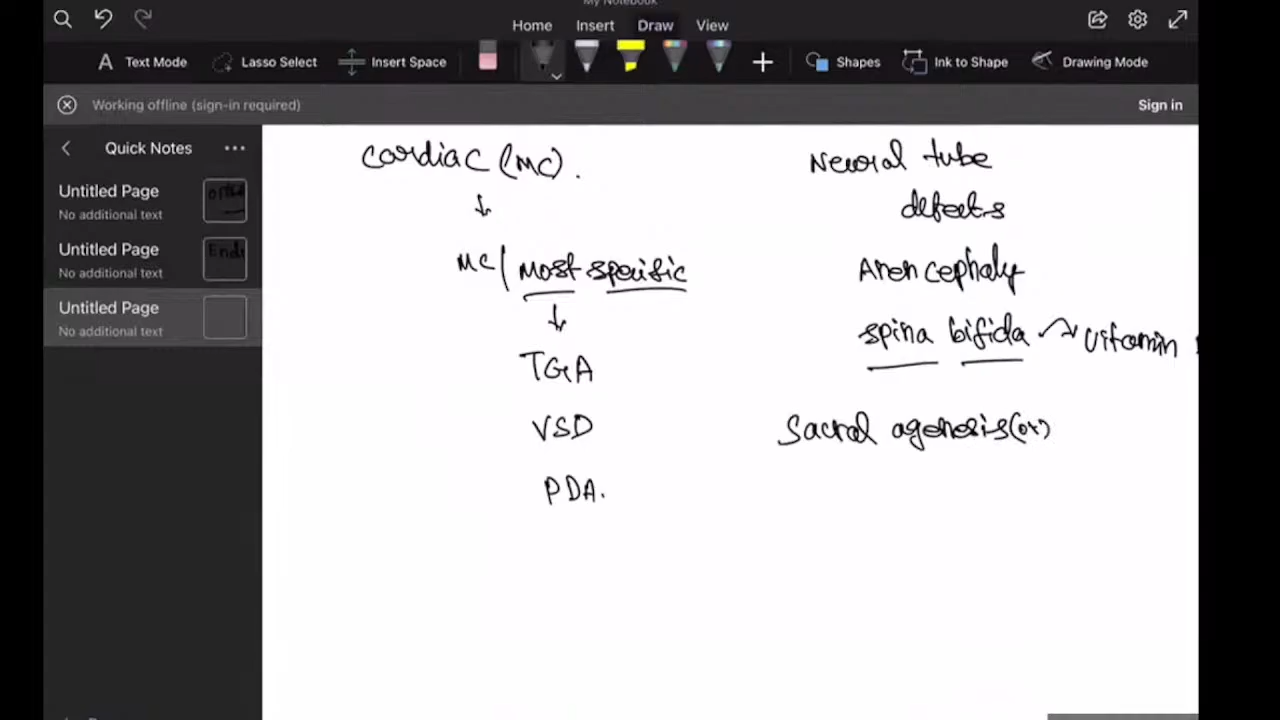 My Notebook
Home Insert Draw View
Text Mode Lasso Select Insert Space Shapes Ink to Shape Drawing Mode
Working offline (sign-in required) Sign in
Quick Notes
Untitled Page
No additional text
Untitled Page
No additional text
Untitled Page
No additional text
Cardiac (MC).
↓
MC/ most specific
↓
TGA
VSD
PDA.
Neural tube
defects
Anencephaly
spina bifida → vitamin
Sacral agenesis (or)